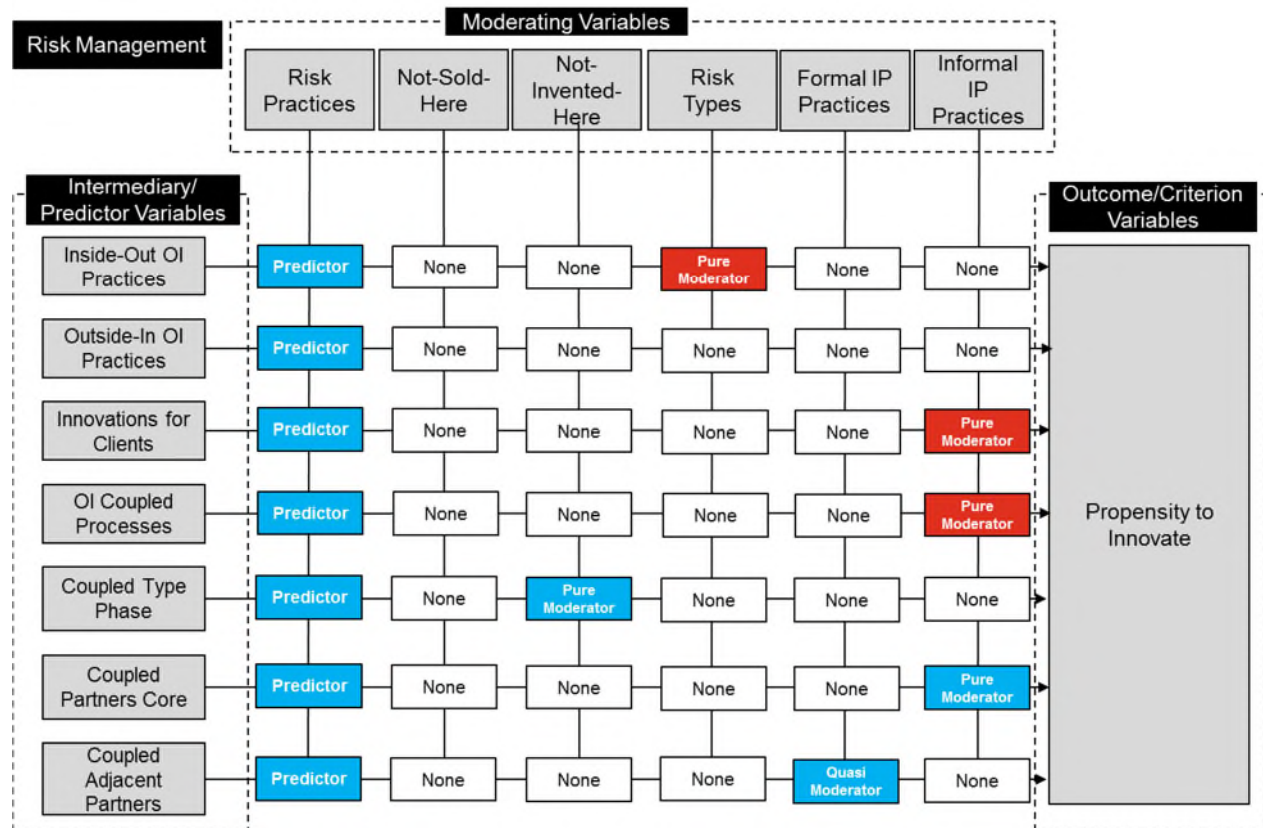 Risk Management
Moderating Variables
Risk
Practices
Not-Sold-
Here
Not-
Invented-
Here
Risk
Types
Formal IP
Practices
Informal
IP
Practices
Intermediary/
Predictor Variables
Outcome/Criterion
Variables
Inside-Out OI
Practices
Predictor
None
None
Pure
Moderator
None
None
Outside-In OI
Practices
Predictor
None
None
None
None
None
Innovations for
Clients
Predictor
None
None
None
None
Pure
Moderator
OI Coupled
Processes
Predictor
None
None
None
None
Pure
Moderator
Propensity to
Innovate
Coupled Type
Phase
Predictor
None
Pure
Moderator
None
None
None
Coupled
Partners Core
Predictor
None
None
None
None
Pure
Moderator
Coupled
Adjacent
Partners
Predictor
None
None
None
Quasi
Moderator
None